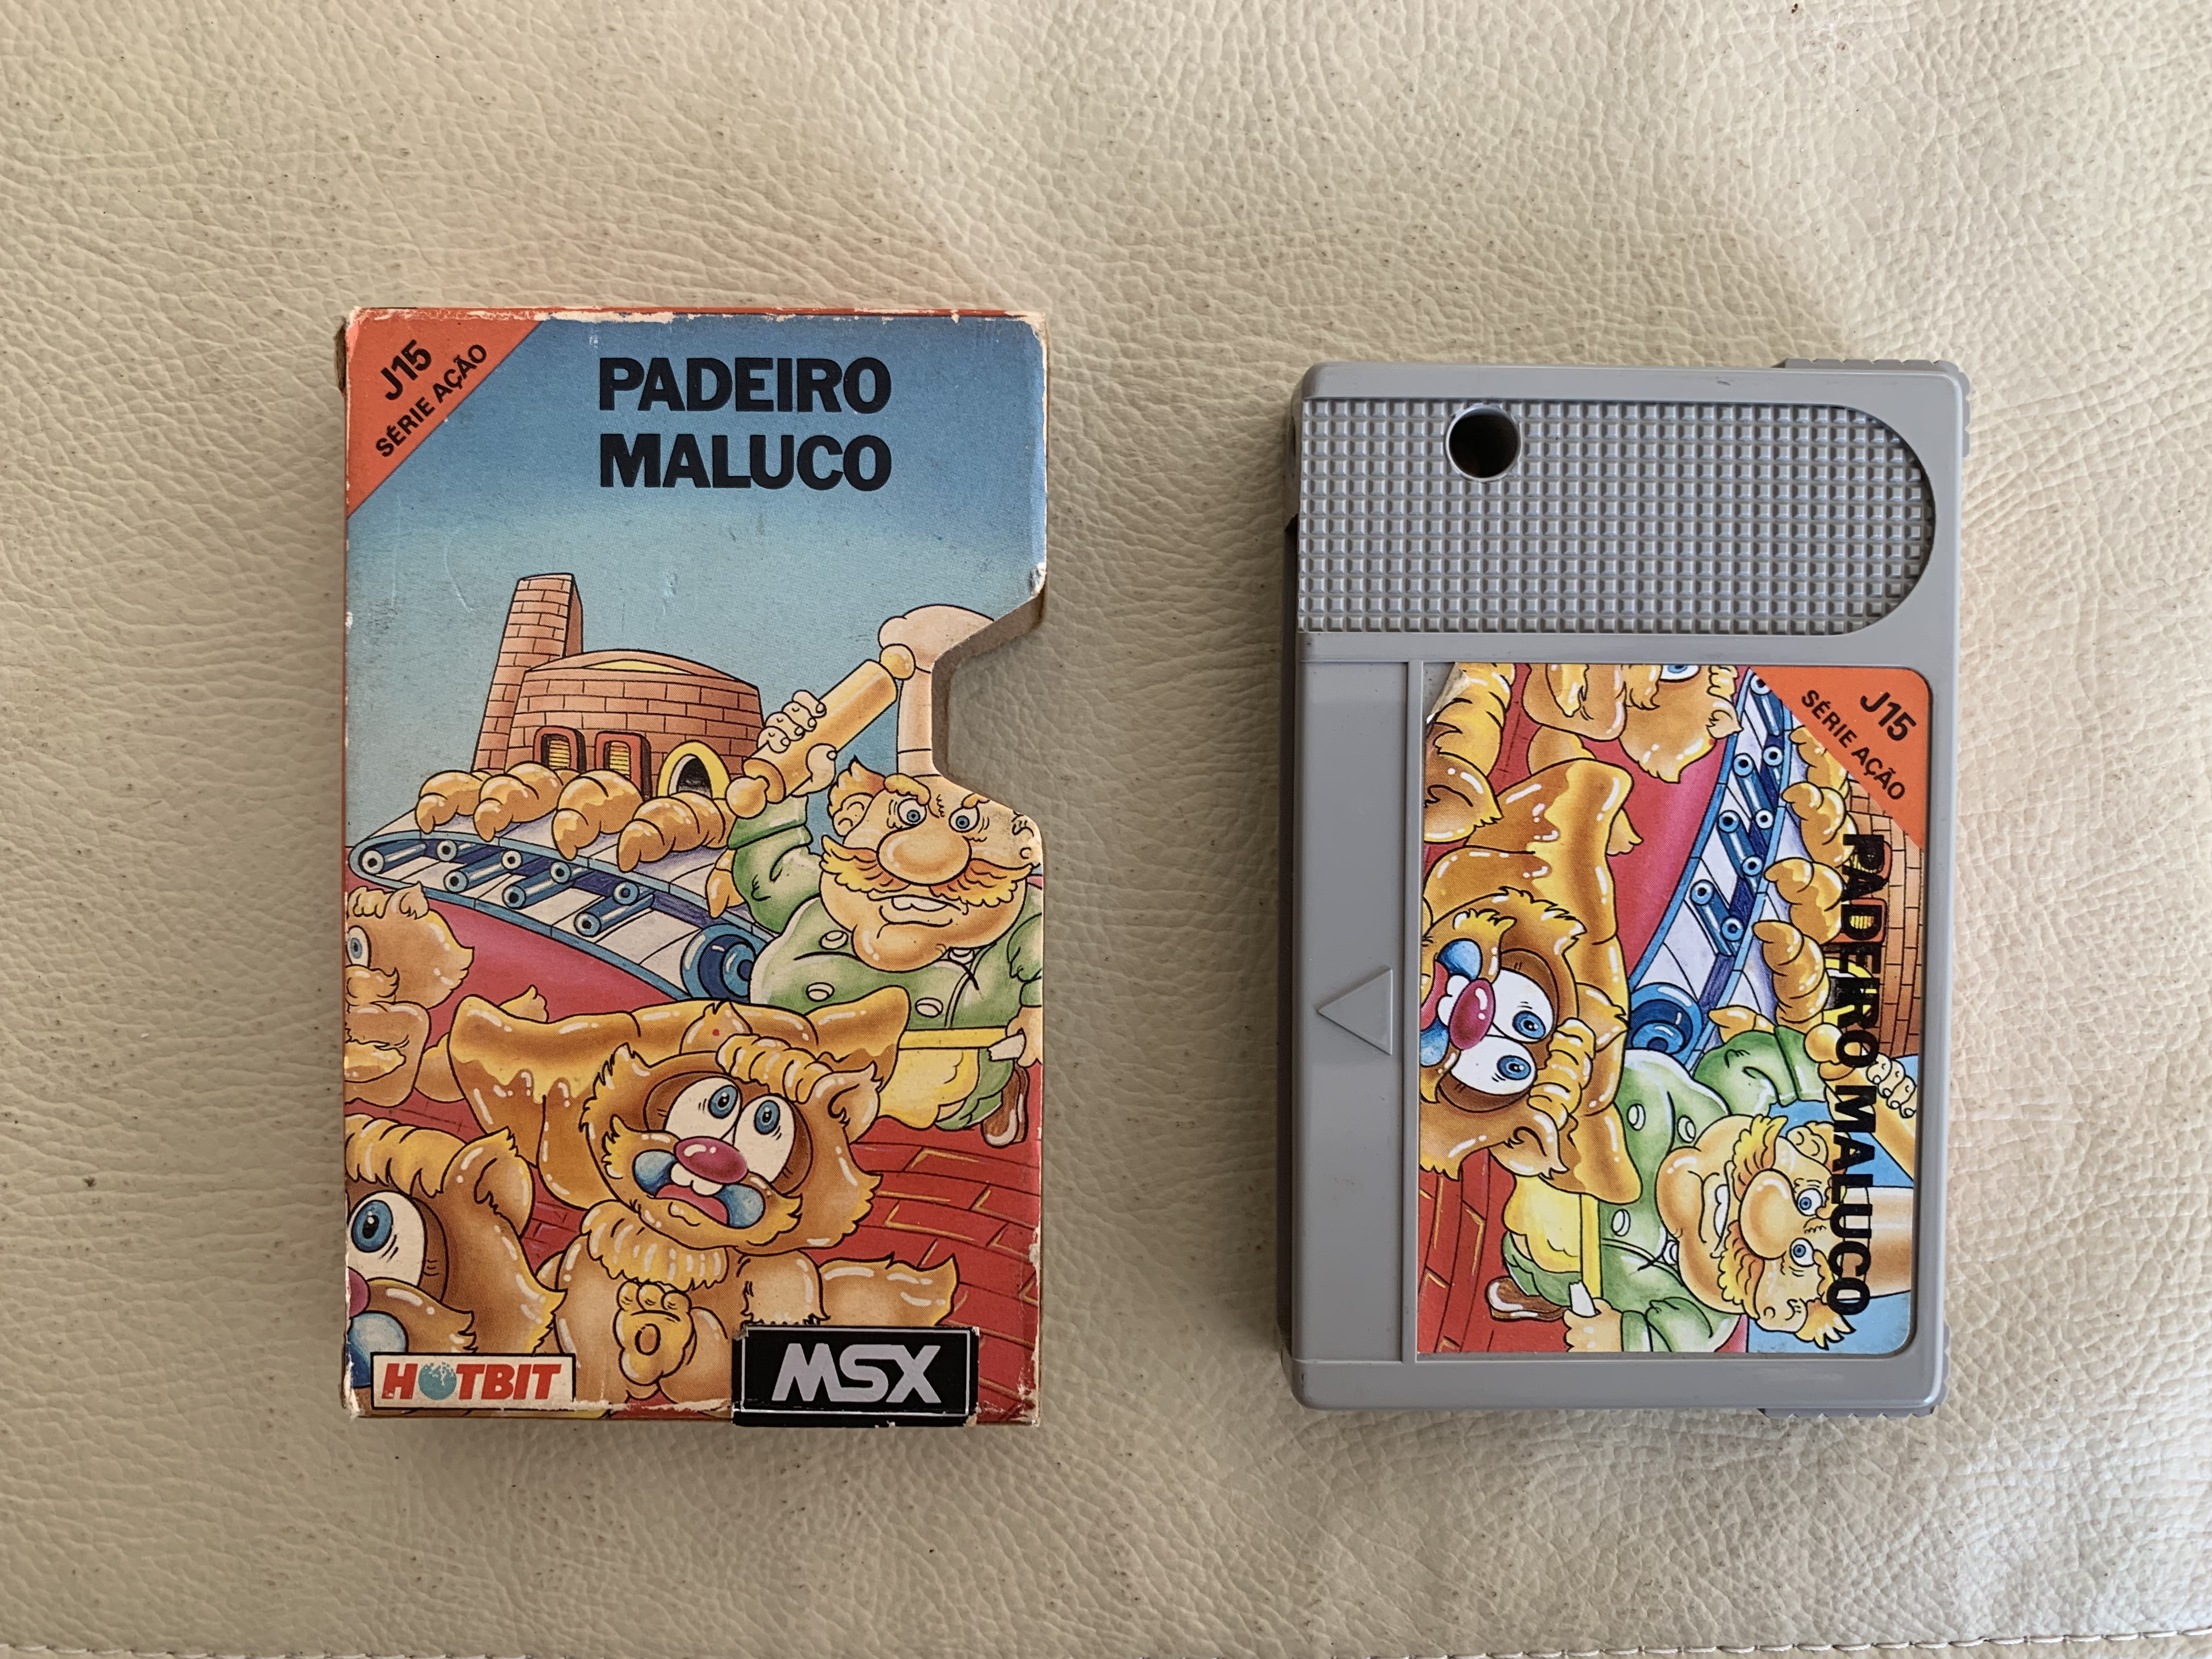 J15
SÉRIE AÇÃO
PADEIRO
MALUCO
HOTBIT
MSX
J15
SÉRIE AÇÃO
PADEIRO MALUCO